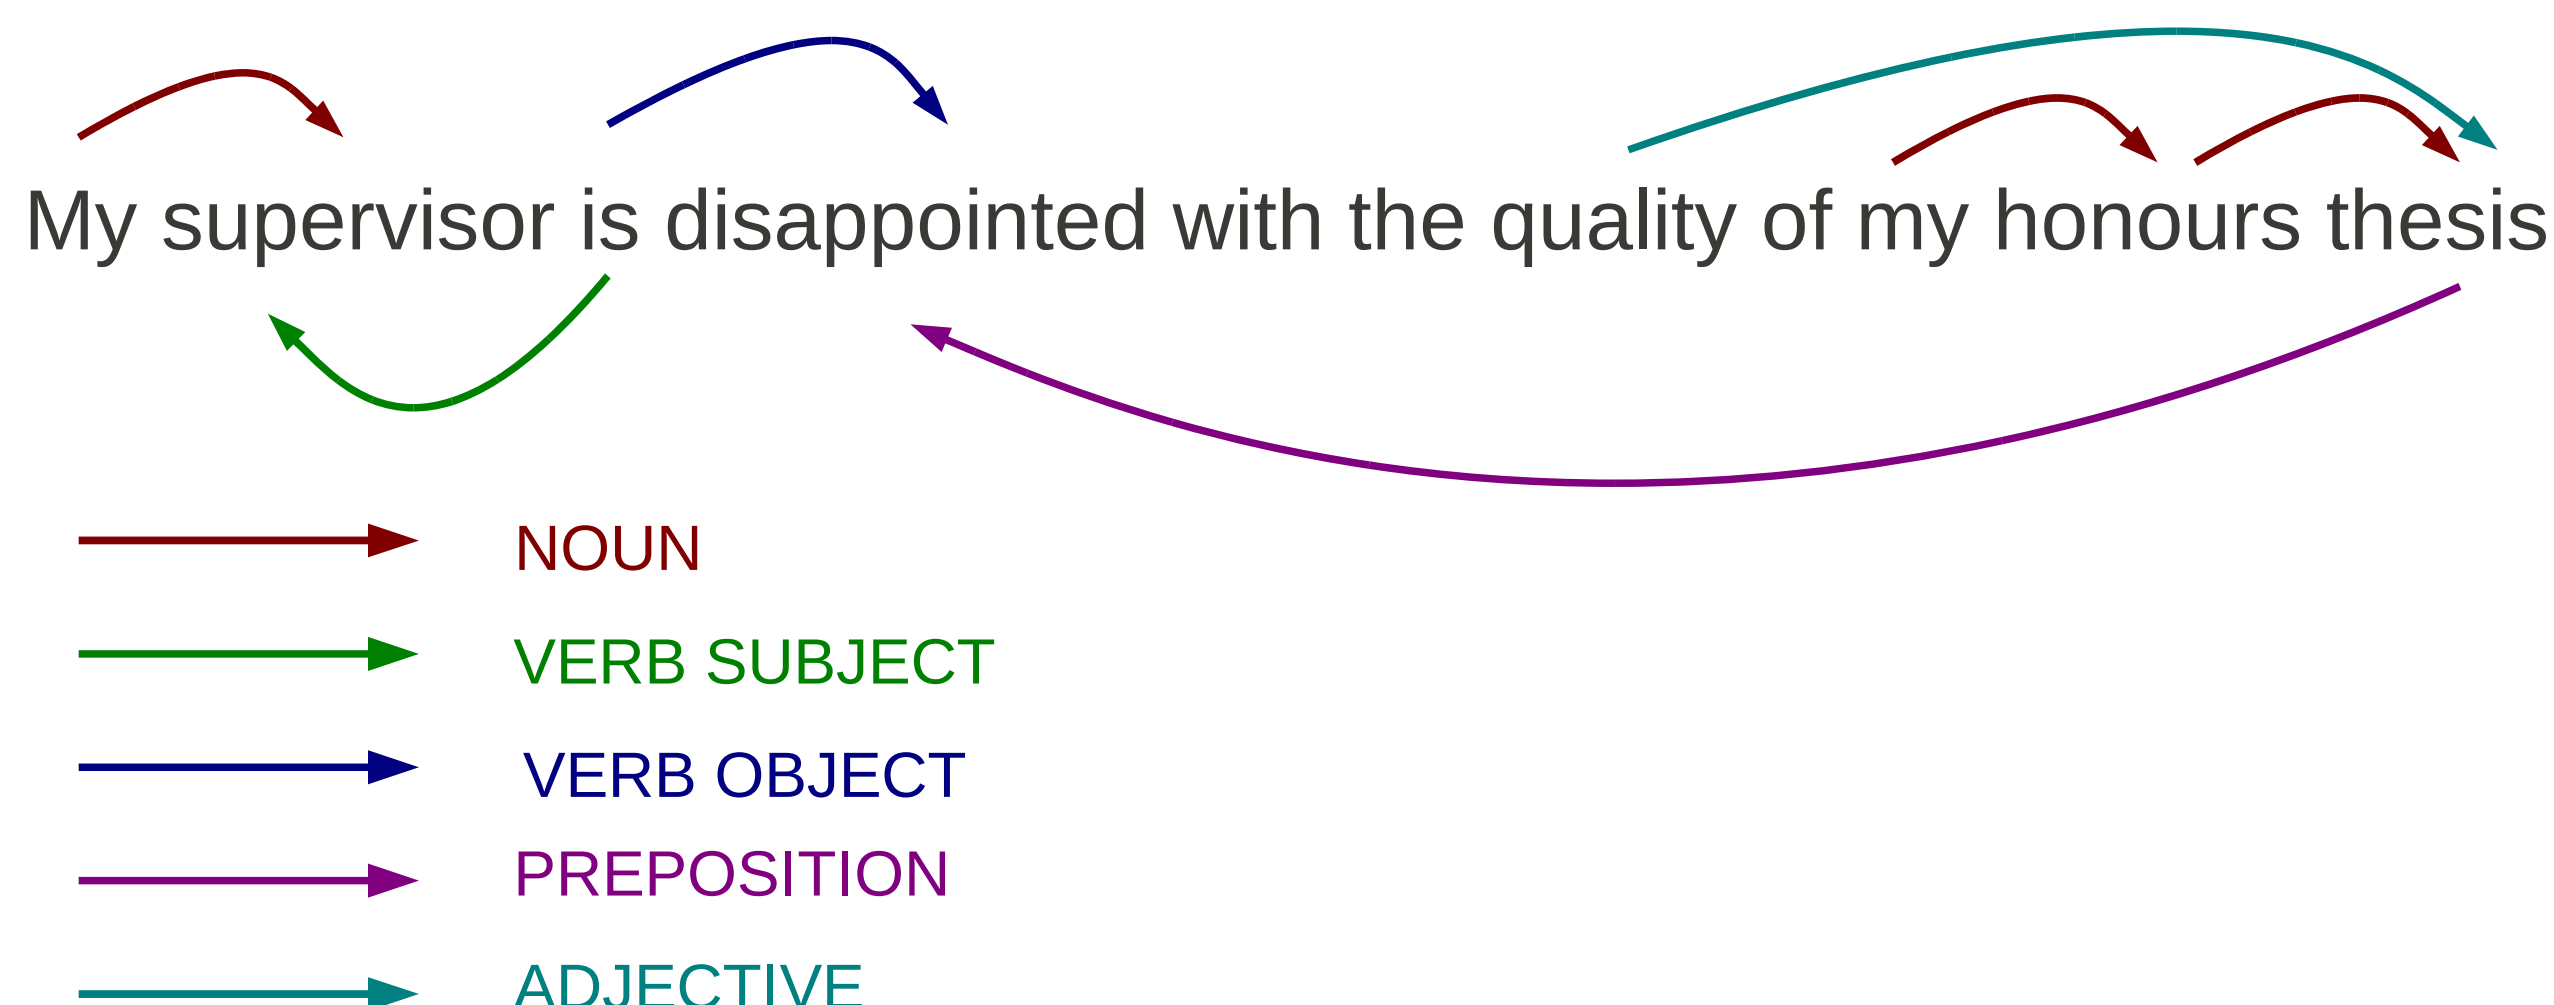 My supervisor is disappointed with the quality of my honours thesis
NOUN
VERB SUBJECT
VERB OBJECT
PREPOSITION
ADJECTIVE